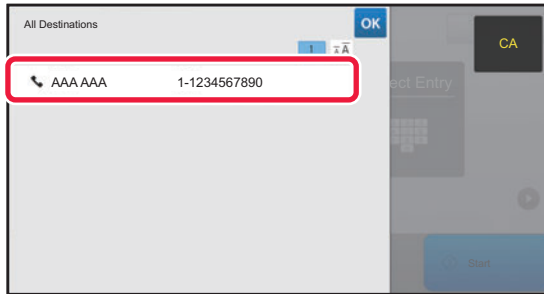 All Destinations
OK
CA
1
AAA AAA 1-1234567890
ect Entry
Start